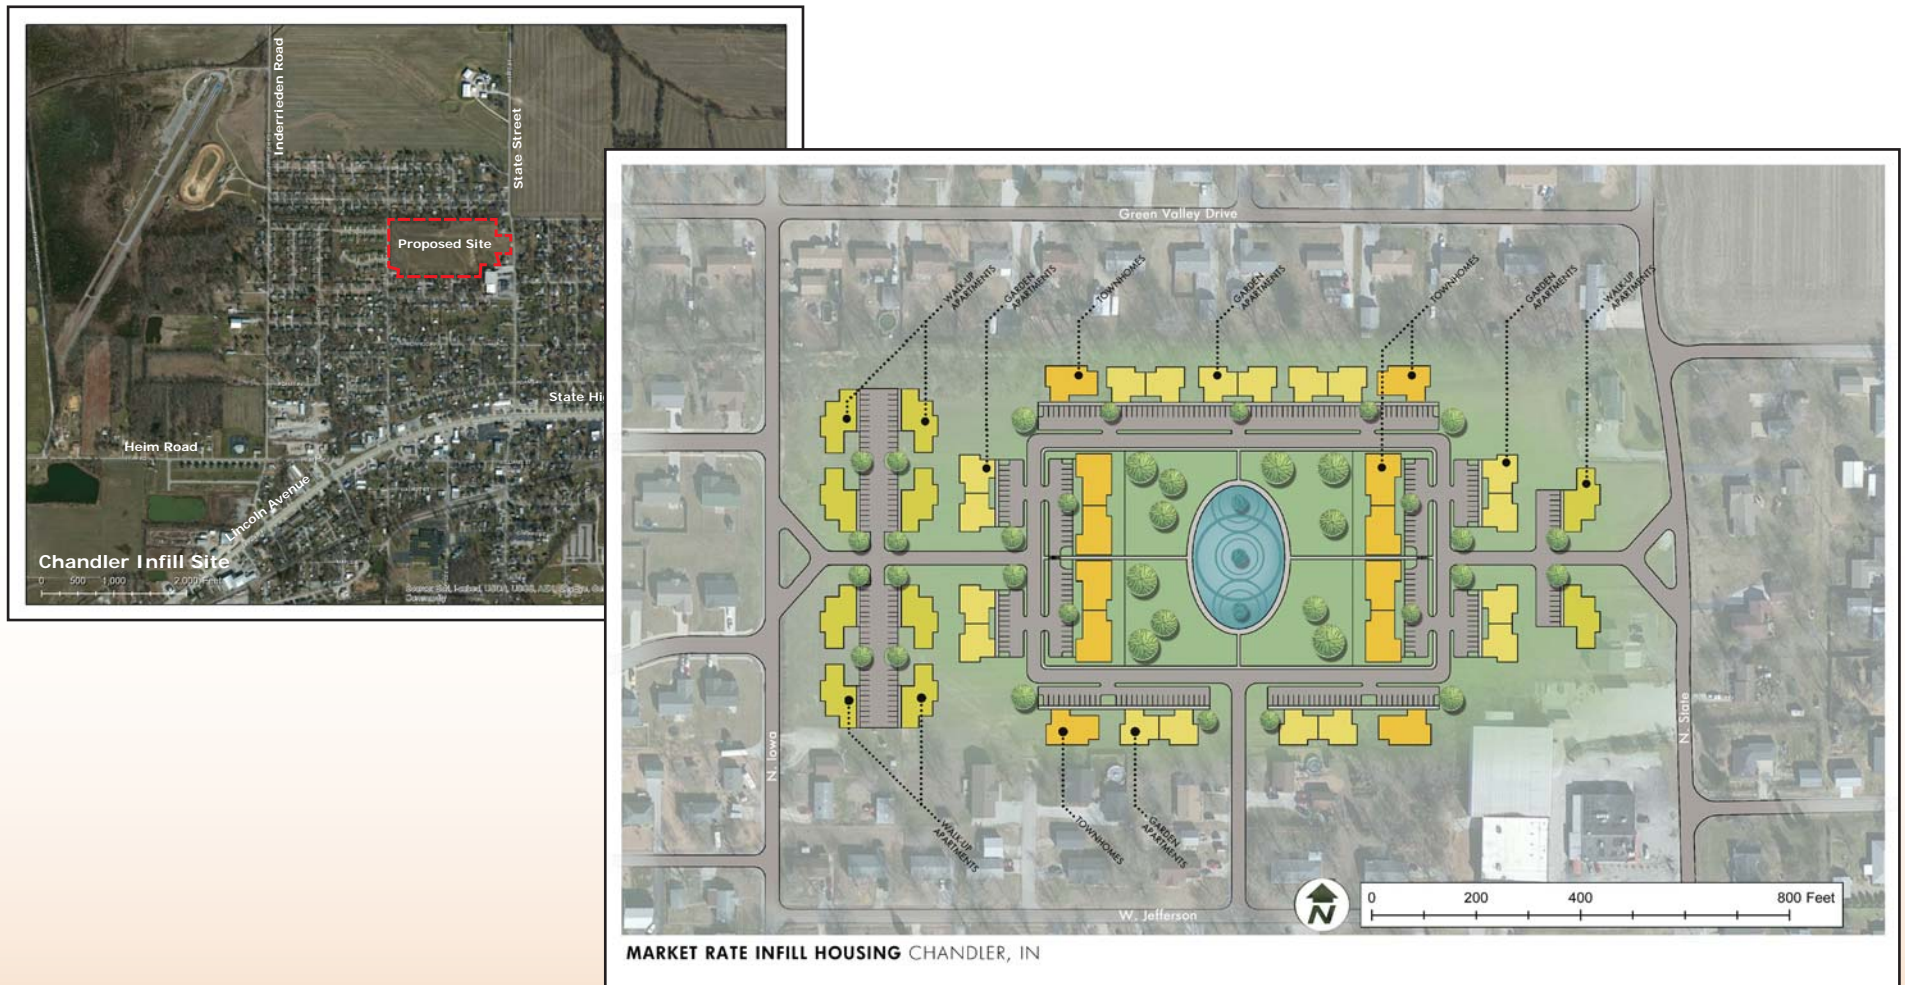 Inderrieden Road
State Street
Proposed Site
State Hi
Heim Road
Lincoln Avenue
Chandler Infill Site
0 500 1,000 2,000 Feet
Green Valley Drive
WALK-UP
APARTMENTS
GARDEN
APARTMENTS
TOWNHOMES
GARDEN
APARTMENTS
TOWNHOMES
GARDEN
APARTMENTS
WALK-UP
APARTMENTS
N. Iowa
N. State
WALK-UP
APARTMENTS
TOWNHOMES
GARDEN
APARTMENTS
W. Jefferson
N
0 200 400 800 Feet
MARKET RATE INFILL HOUSING CHANDLER, IN